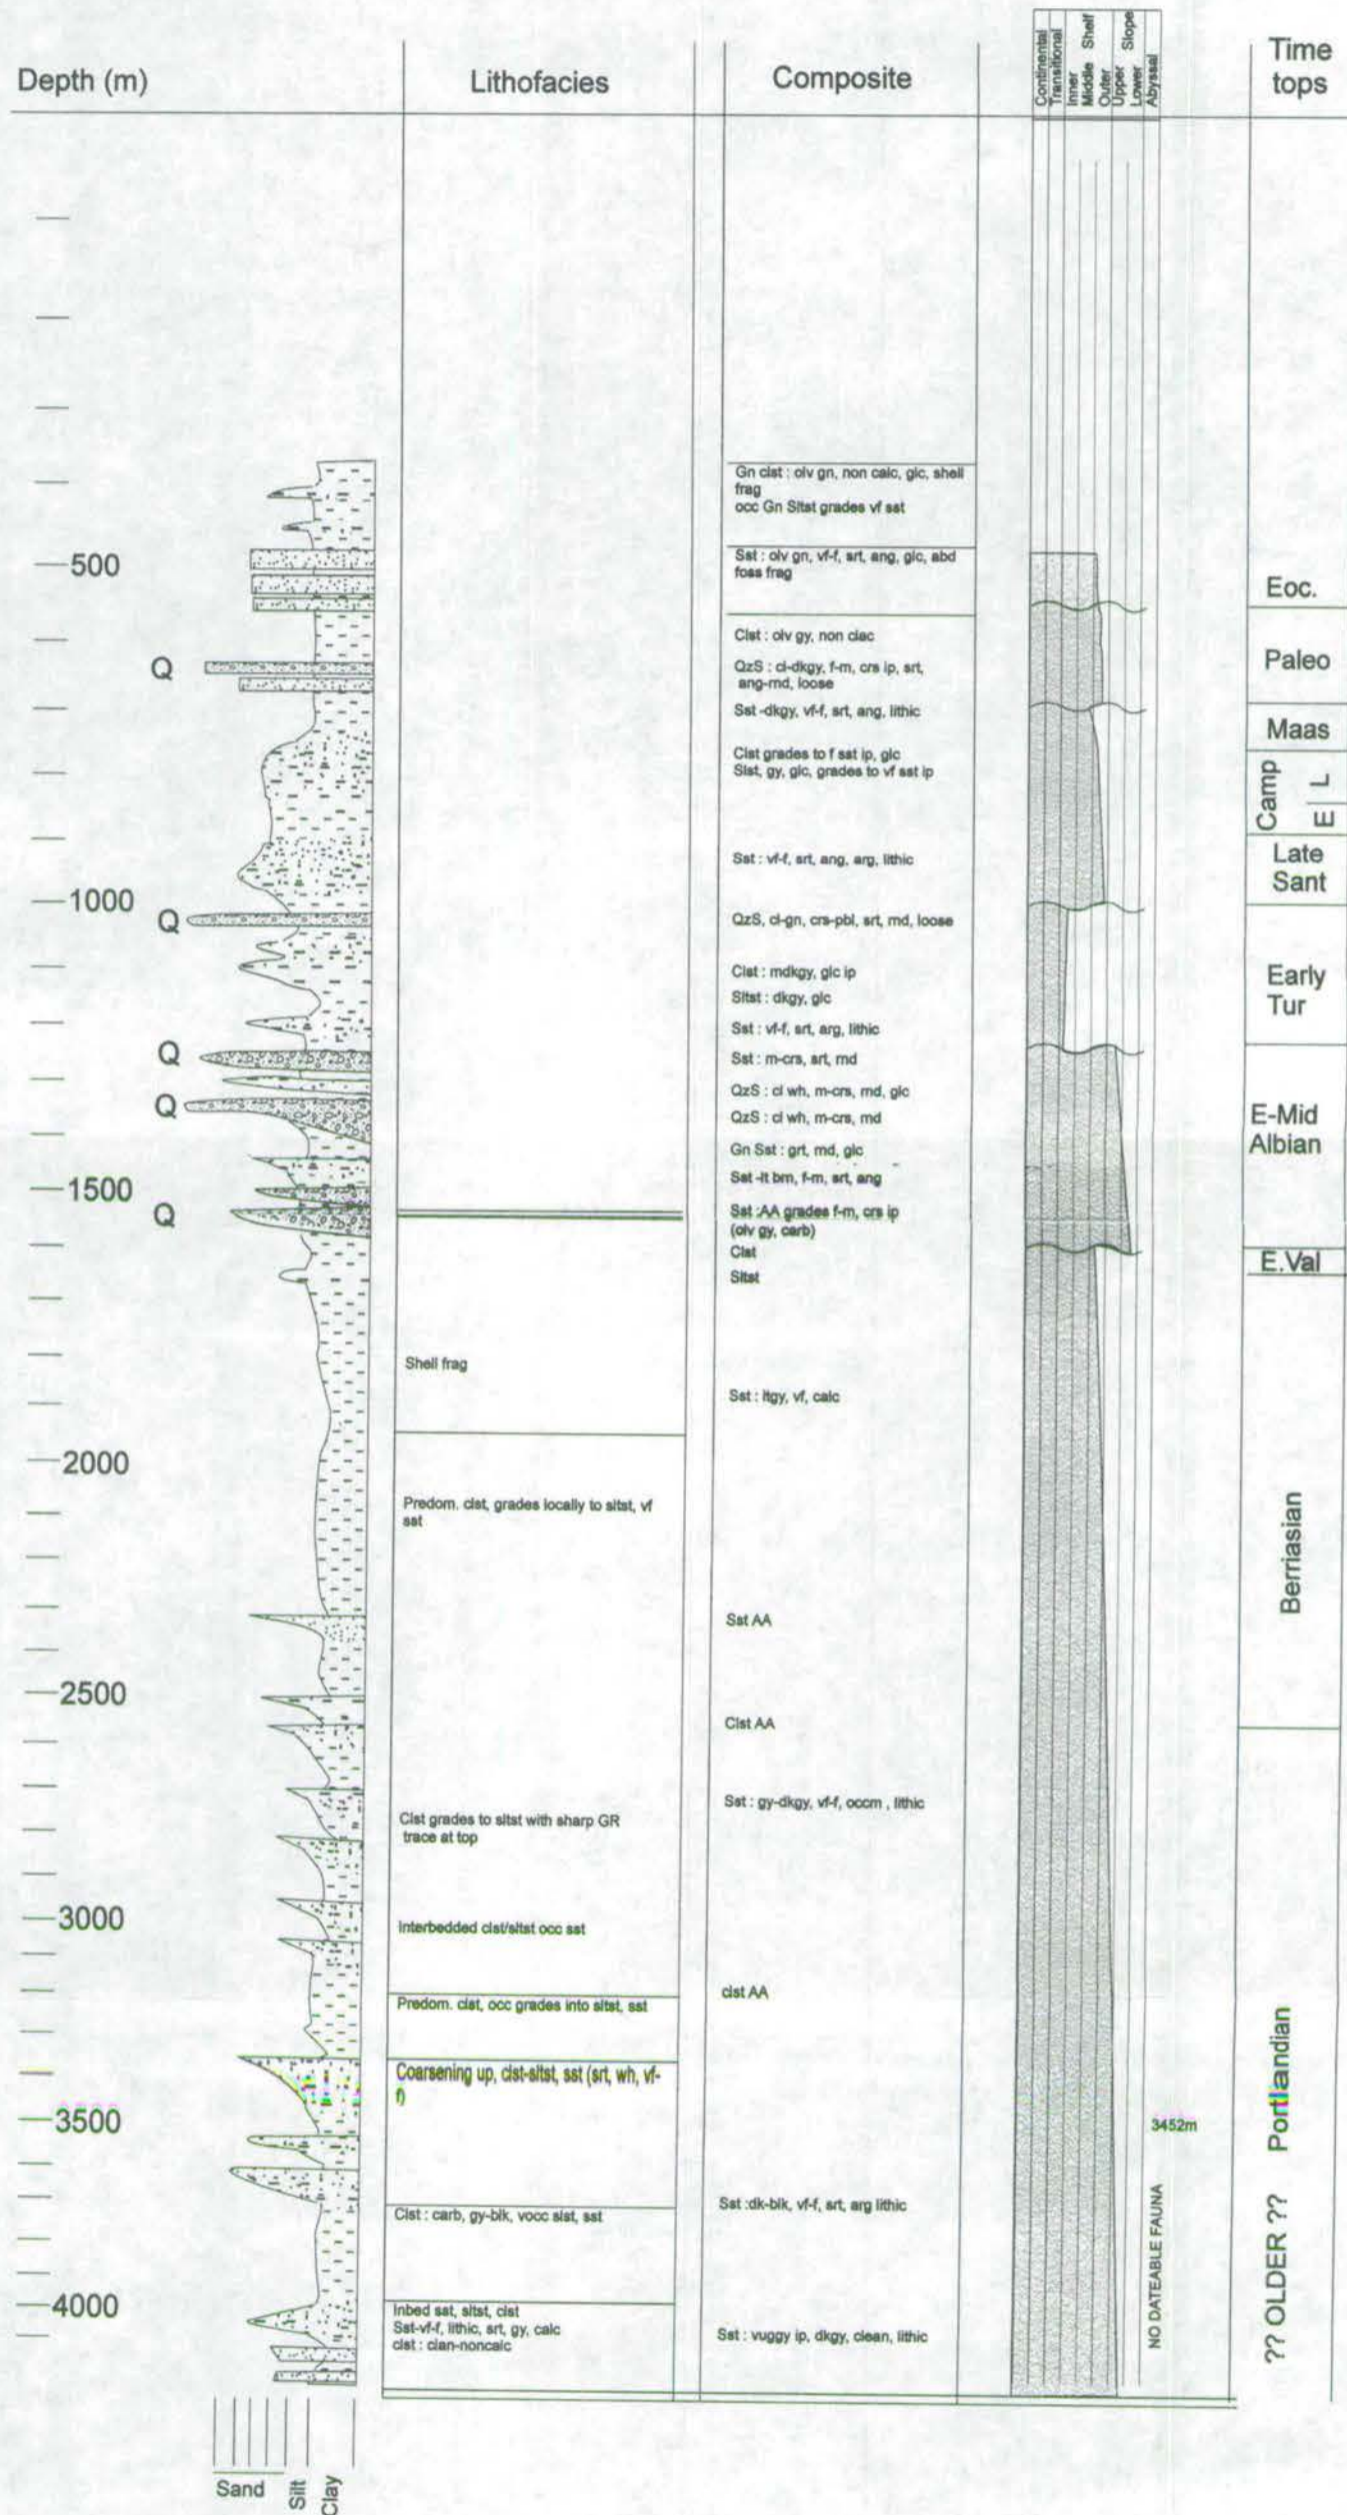 Depth (m)
Lithofacies
Composite
Continental
Transitional
Inner
Middle Shelf
Outer
Upper Slope
Lower
Abyssal
Time
tops
Gn clst : olv gn, non calc, glc, shell
frag
occ Gn Sltst grades vf sst
500
Sst : olv gn, vf-f, srt, ang, glc, abd
foss frag
Eoc.
Clst : olv gy, non clac
Q
QzS : cl-dkgy, f-m, crs ip, srt,
ang-rnd, loose
Paleo
Sst -dkgy, vf-f, srt, ang, lithic
Maas
Clst grades to f sst ip, glc
Slst, gy, glc, grades to vf sst ip
Camp
E L
Sst : vf-f, srt, ang, arg, lithic
Late
Sant
1000
Q
QzS, cl-gn, crs-pbl, srt, rnd, loose
Clst : mdkgy, glc ip
Early
Tur
Sltst : dkgy, glc
Sst : vf-f, srt, arg, lithic
Q
Sst : m-crs, srt, rnd
Q
QzS : cl wh, m-crs, rnd, glc
QzS : cl wh, m-crs, rnd
E-Mid
Albian
Gn Sst : grt, rnd, glc
Sst -lt brn, f-m, srt, ang
1500
Q
Sst :AA grades f-m, crs ip
(olv gy, carb)
Clst
E.Val
Sltst
Shell frag
Sst : ltgy, vf, calc
2000
Predom. clst, grades locally to sltst, vf
sst
Berriasian
Sst AA
2500
Clst AA
Sst : gy-dkgy, vf-f, occm , lithic
Clst grades to sltst with sharp GR
trace at top
3000
Interbedded clst/sltst occ sst
clst AA
Predom. clst, occ grades into sltst, sst
Coarsening up, clst-sltst, sst (srt, wh, vf-
f)
Portlandian
3500
3452m
Sst :dk-blk, vf-f, srt, arg lithic
Clst : carb, gy-blk, vocc slst, sst
NO DATEABLE FAUNA
?? OLDER ??
4000
Inbed sst, sltst, clst
Sst-vf-f, lithic, srt, gy, calc
clst : clan-noncalc
Sst : vuggy ip, dkgy, clean, lithic
Sand
Silt
Clay